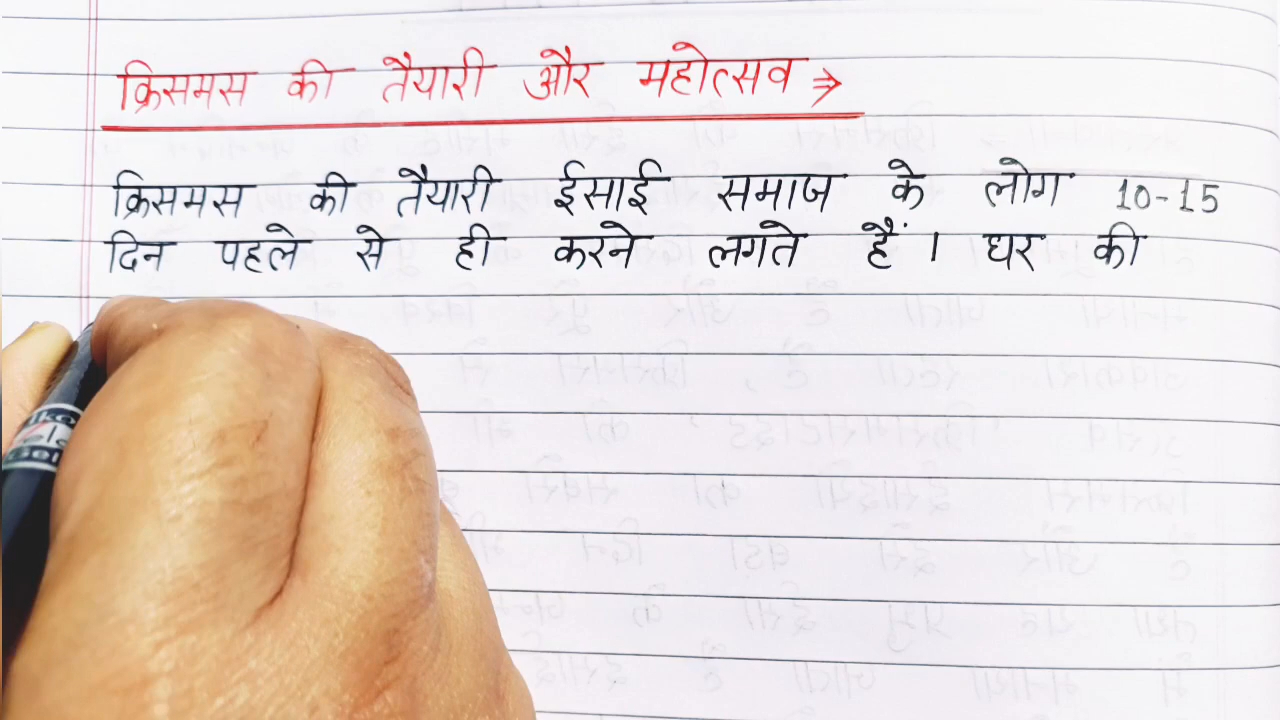 क्रिसमस की तैयारी और महोत्सव →
क्रिसमस की तैयारी ईसाई समाज के लोग 10-15
दिन पहले से ही करने लगते हैं । घर की